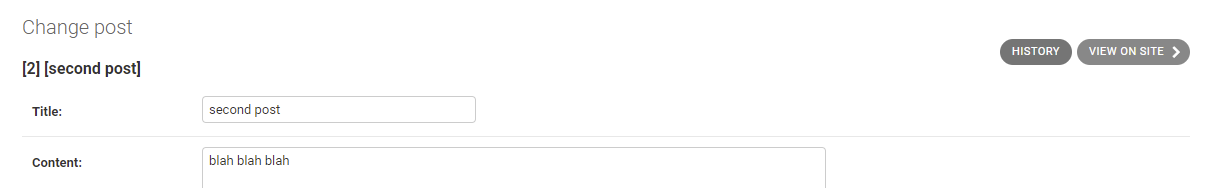 Change post
HISTORY
VIEW ON SITE
[2] [second post]
Title:
second post
Content:
blah blah blah